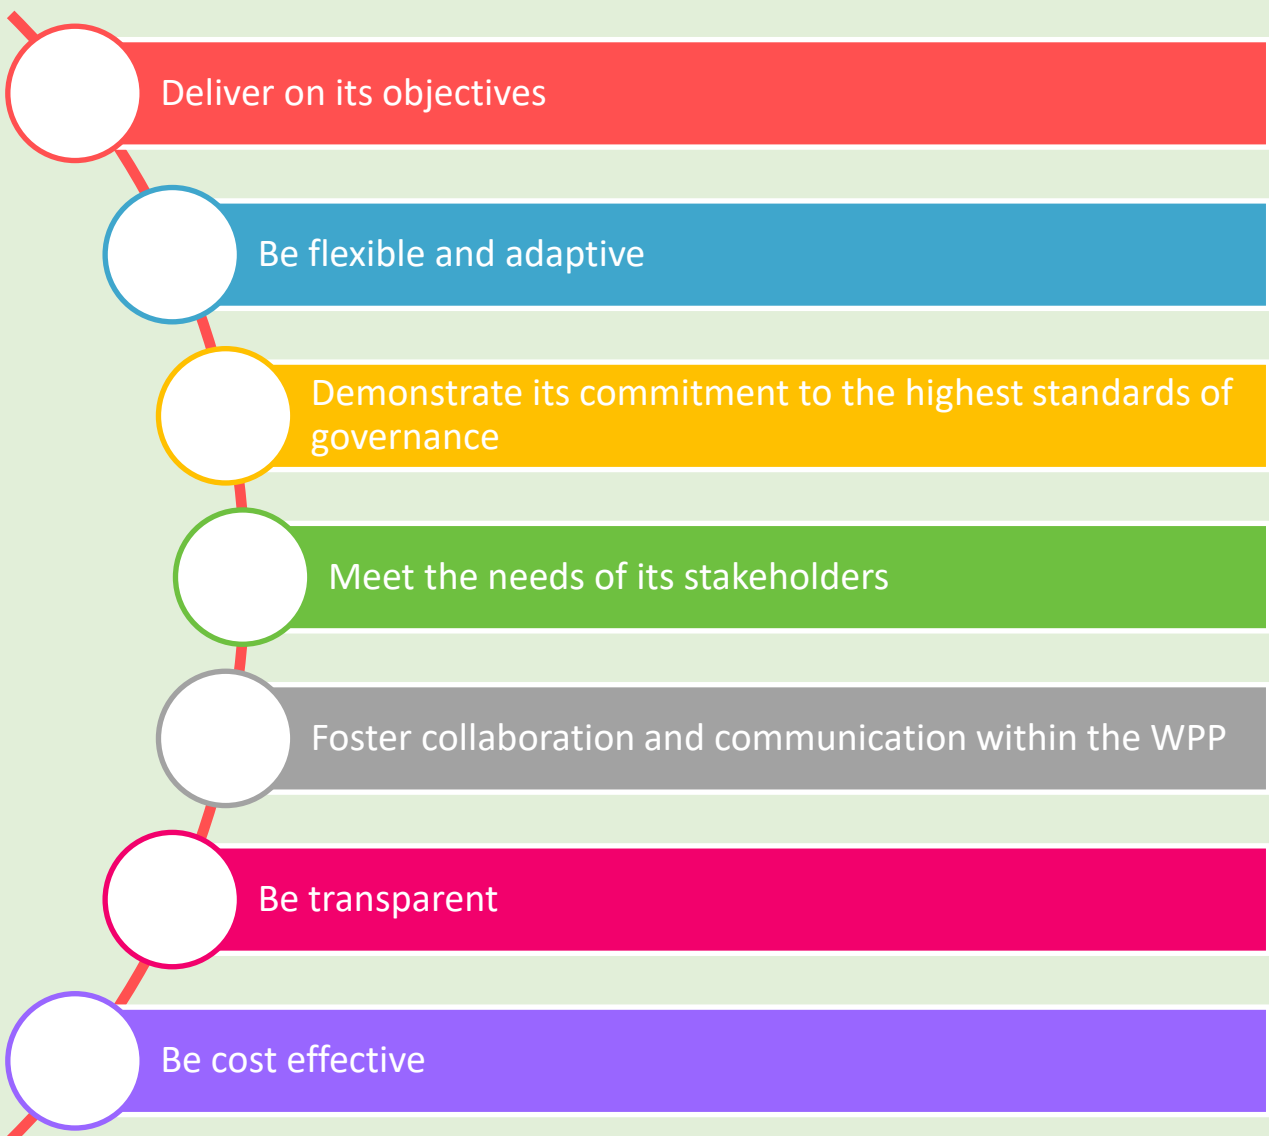 Deliver on its objectives
Be flexible and adaptive
Demonstrate its commitment to the highest standards of
governance
Meet the needs of its stakeholders
Foster collaboration and communication within the WPP
Be transparent
Be cost effective